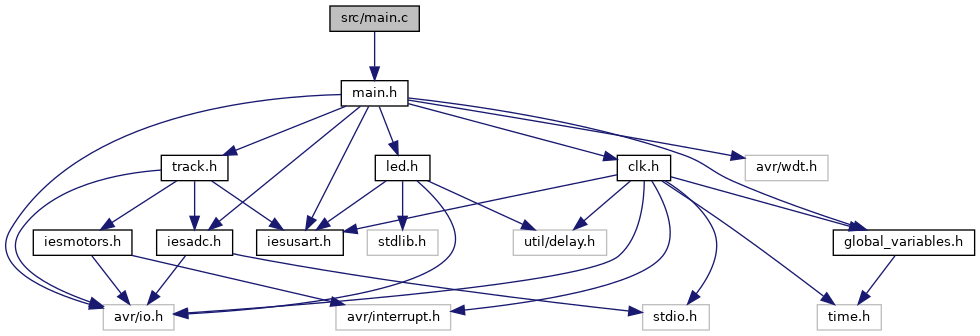 src/main.c
main.h
track.h
led.h
clk.h
avr/wdt.h
iesmotors.h
iesadc.h
iesusart.h
stdlib.h
util/delay.h
global_variables.h
avr/io.h
avr/interrupt.h
stdio.h
time.h